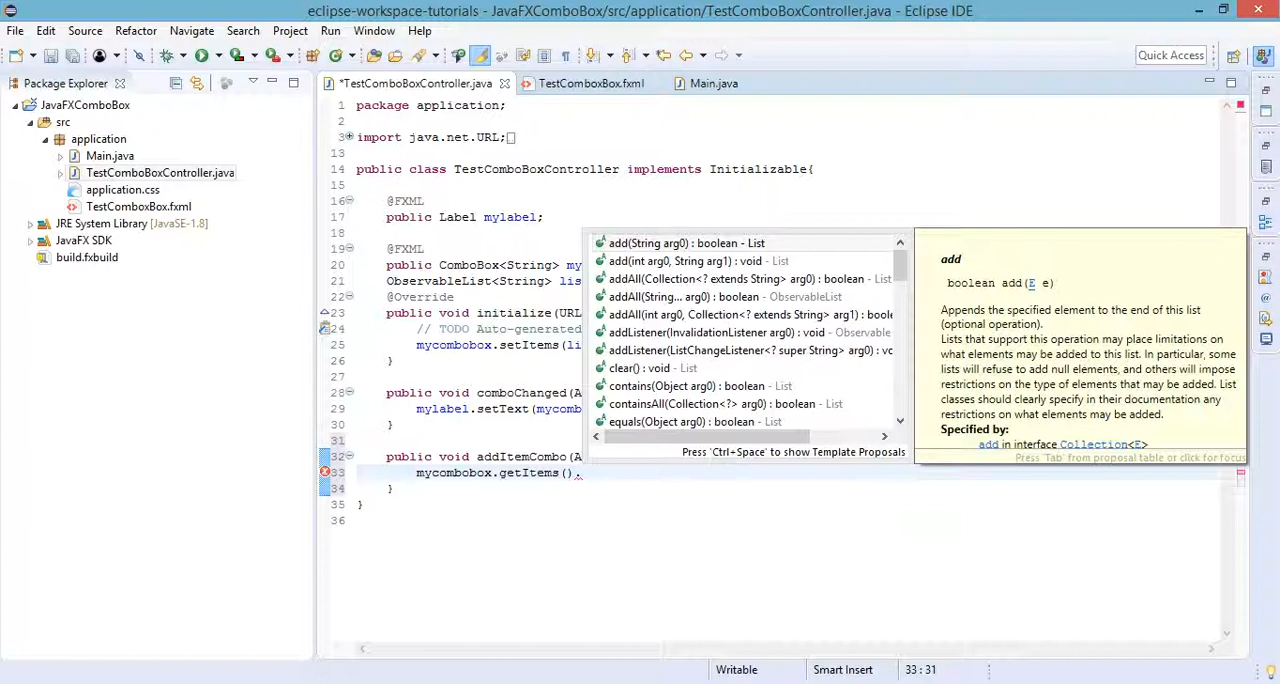 eclipse-workspace-tutorials - JavaFXComboBox/src/application/TestComboBoxController.java - Eclipse IDE
File Edit Source Refactor Navigate Search Project Run Window Help
Quick Access
Package Explorer
*TestComboBoxController.java TestComboxBox.fxml Main.java
JavaFXComboBox
src
application
Main.java
TestComboBoxController.java
application.css
TestComboxBox.fxml
JRE System Library [JavaSE-1.8]
JavaFX SDK
build.fxbuild
1 package application;
2
3 import java.net.URL;
13
14 public class TestComboBoxController implements Initializable{
15
16 @FXML
17 public Label mylabel;
18
19 @FXML
20 public ComboBox<String> my
21 ObservableList<String> lis
22 @Override
23 public void initialize(URL
24 // TODO Auto-generated
25 mycombobox.setItems(li
26 }
27
28 public void comboChanged(A
29 mylabel.setText(mycomb
30 }
31
32 public void addItemCombo(A
33 mycombobox.getItems().
34 }
35 }
36
add(String arg0) : boolean - List
add(int arg0, String arg1) : void - List
addAll(Collection<? extends String> arg0) : boolean - List
addAll(String... arg0) : boolean - ObservableList
addAll(int arg0, Collection<? extends String> arg1) : boole
addListener(InvalidationListener arg0) : void - Observable
addListener(ListChangeListener<? super String> arg0) : vo
clear() : void - List
contains(Object arg0) : boolean - List
containsAll(Collection<?> arg0) : boolean - List
equals(Object arg0) : boolean - List
Press 'Ctrl+Space' to show Template Proposals
add
boolean add(E e)
Appends the specified element to the end of this list
(optional operation).
Lists that support this operation may place limitations on
what elements may be added to this list. In particular, some
lists will refuse to add null elements, and others will impose
restrictions on the type of elements that may be added. List
classes should clearly specify in their documentation any
restrictions on what elements may be added.
Specified by:
add in interface Collection<E>
Press 'Tab' from proposal table or click for focus
Writable Smart Insert 33 : 31